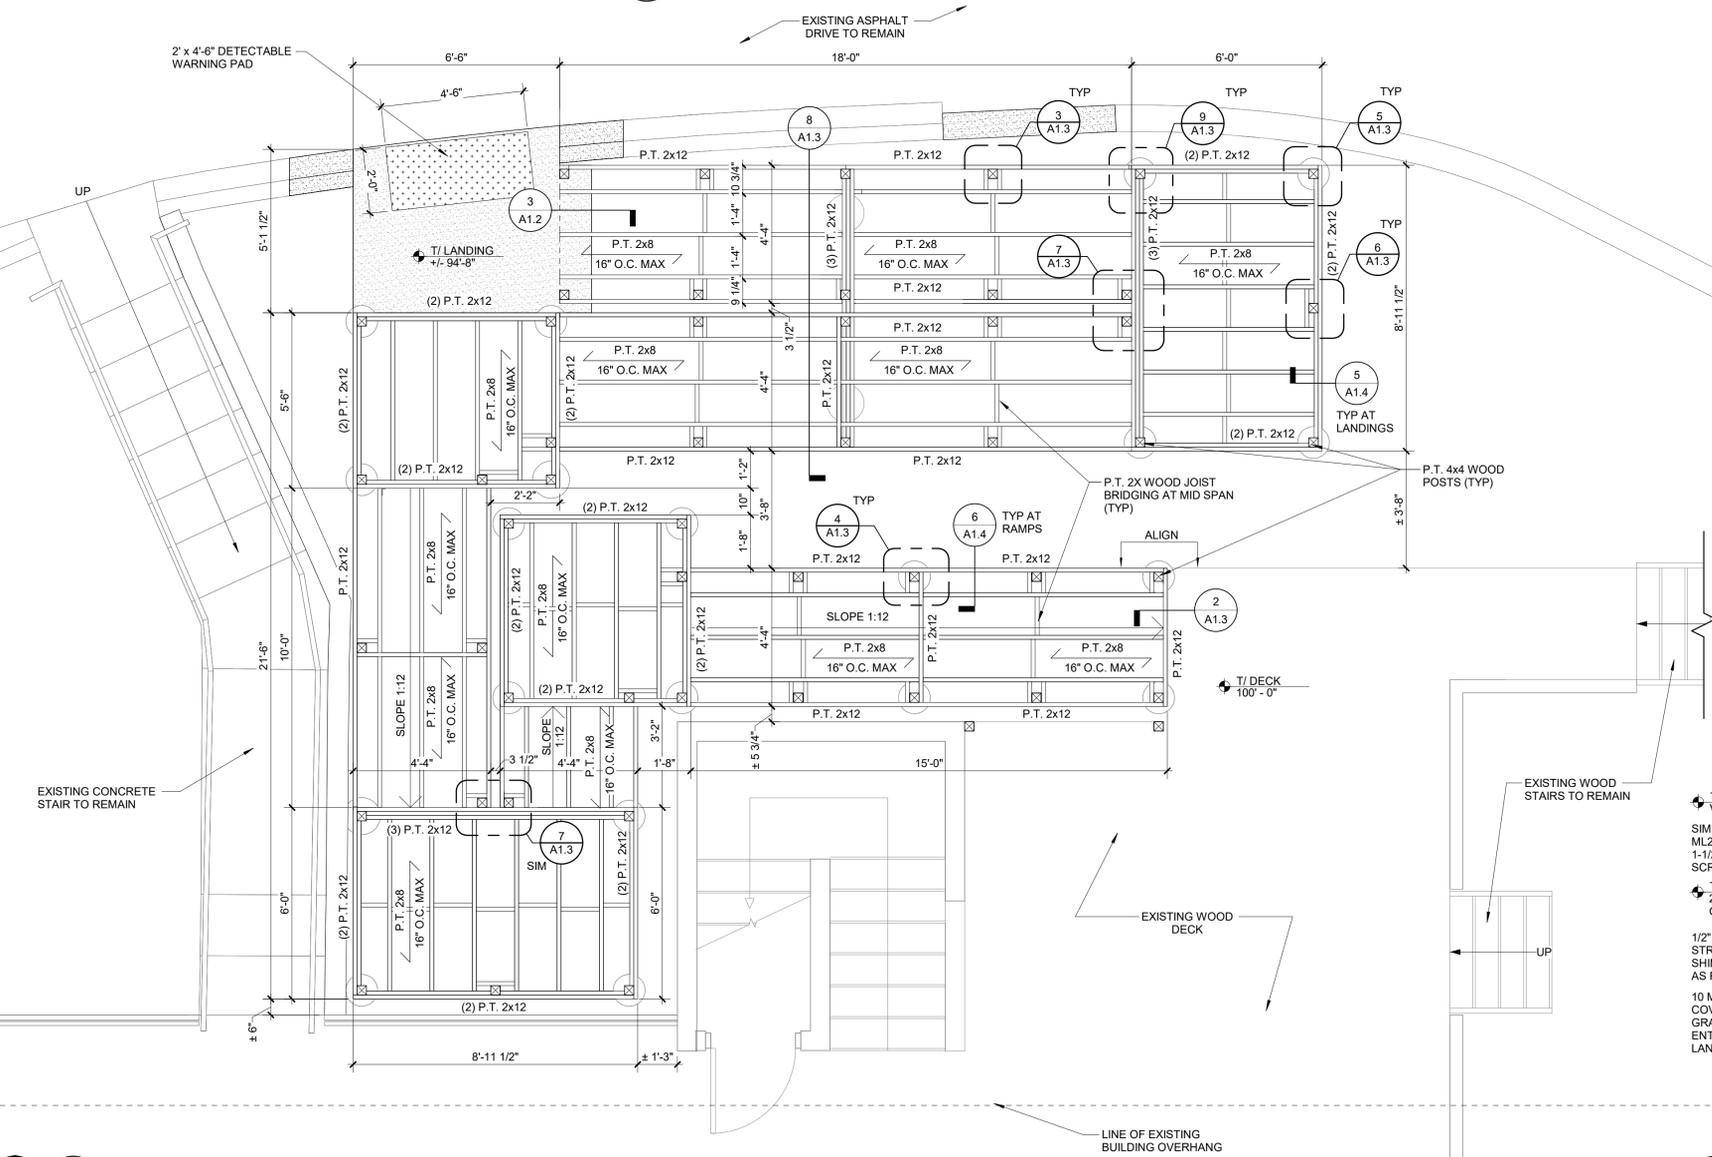 EXISTING ASPHALT
DRIVE TO REMAIN
2' x 4'-6" DETECTABLE
WARNING PAD
6'-6"
18'-0"
6'-0"
4'-6"
TYP
TYP
TYP
8
A1.3
3
A1.3
9
A1.3
5
A1.3
P.T. 2x12
P.T. 2x12
(2) P.T. 2x12
2'-0"
UP
10 3/4"
3
A1.2
1'-4"
4'-4"
(3) P.T. 2x12
(3) P.T. 2x12
(2) P.T. 2x12
TYP
6
A1.3
5'-1 1/2"
T/ LANDING
+/- 94'-8"
P.T. 2x8
16" O.C. MAX
1'-4"
P.T. 2x8
16" O.C. MAX
7
A1.3
P.T. 2x8
16" O.C. MAX
9 1/4"
P.T. 2x12
(2) P.T. 2x12
8'-11 1/2"
3 1/2"
P.T. 2x12
P.T. 2x8
16" O.C. MAX
P.T. 2x8
16" O.C. MAX
5'-6"
(2) P.T. 2x12
P.T. 2x8
16" O.C. MAX
(2) P.T. 2x12
4'-4"
P.T. 2x12
5
A1.4
TYP AT
LANDINGS
(2) P.T. 2x12
(2) P.T. 2x12
P.T. 2x12
P.T. 2x12
1'-2"
P.T. 4x4 WOOD
POSTS (TYP)
P.T. 2X WOOD JOIST
BRIDGING AT MID SPAN
(TYP)
2'-2"
10"
3'-8"
± 3'-8"
(2) P.T. 2x12
TYP
4
A1.3
6
A1.4
TYP AT
RAMPS
ALIGN
1'-8"
P.T. 2x12
P.T. 2x12
P.T. 2x12
P.T. 2x8
16" O.C. MAX
(2) P.T. 2x12
P.T. 2x8
16" O.C. MAX
2
A1.3
SLOPE 1:12
(2) P.T. 2x12
4'-4"
P.T. 2x12
P.T. 2x12
P.T. 2x8
16" O.C. MAX
P.T. 2x8
16" O.C. MAX
21'-6"
10'-0"
T/ DECK
100' - 0"
(2) P.T. 2x12
SLOPE 1:12
P.T. 2x8
16" O.C. MAX
P.T. 2x12
P.T. 2x12
SLOPE
1:12
P.T. 2x8
16" O.C. MAX
3'-2"
± 5 3/4"
4'-4"
3 1/2"
4'-4"
1'-8"
15'-0"
EXISTING CONCRETE
STAIR TO REMAIN
EXISTING WOOD
STAIRS TO REMAIN
(3) P.T. 2x12
7
A1.3
SIM
(2) P.T. 2x12
SIM
ML2
1-1/2
SCR
6'-0"
(2) P.T. 2x12
P.T. 2x8
16" O.C. MAX
6'-0"
EXISTING WOOD
DECK
UP
1/2"
STR
SHI
AS
10 M
COV
GRA
ENT
LAN
(2) P.T. 2x12
± 6"
8'-11 1/2"
± 1'-3"
LINE OF EXISTING
BUILDING OVERHANG